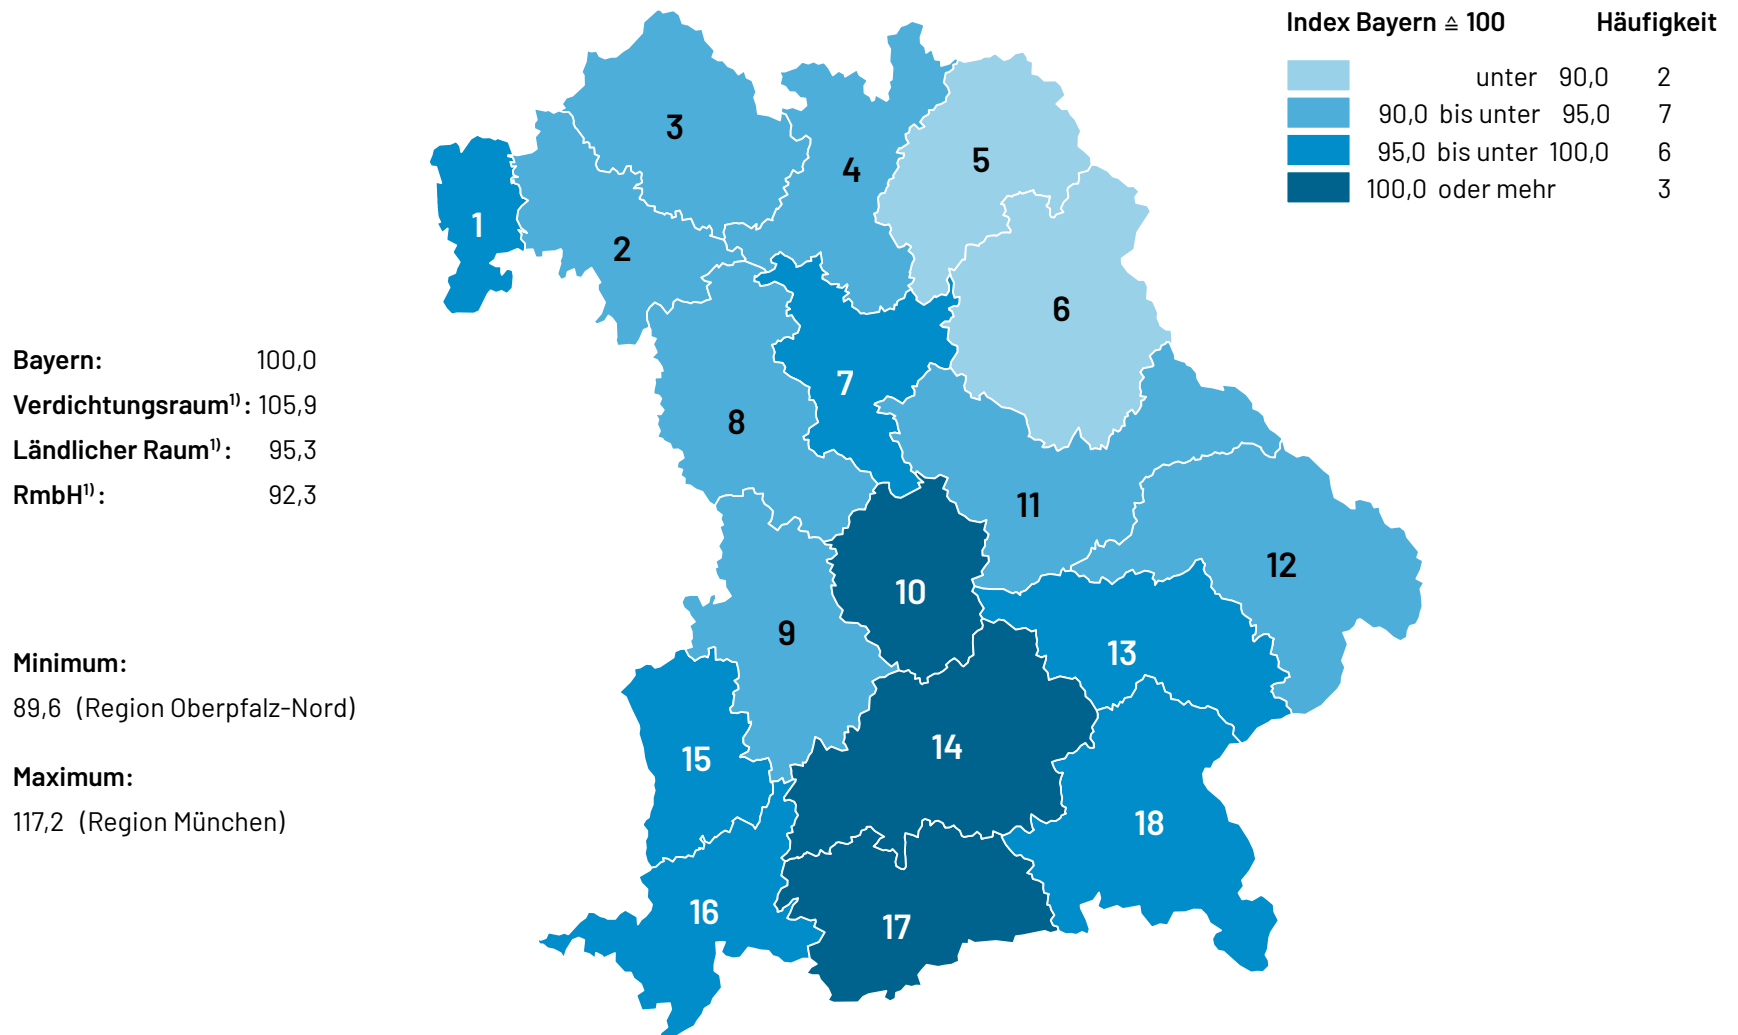 Index Bayern ≙ 100 Häufigkeit
unter 90,0 2
90,0 bis unter 95,0 7
95,0 bis unter 100,0 6
100,0 oder mehr 3
Bayern: 100,0
Verdichtungsraum¹⁾: 105,9
Ländlicher Raum¹⁾: 95,3
RmbH¹⁾: 92,3
Minimum:
89,6 (Region Oberpfalz-Nord)
Maximum:
117,2 (Region München)
1
2
3
4
5
6
7
8
9
10
11
12
13
14
15
16
17
18